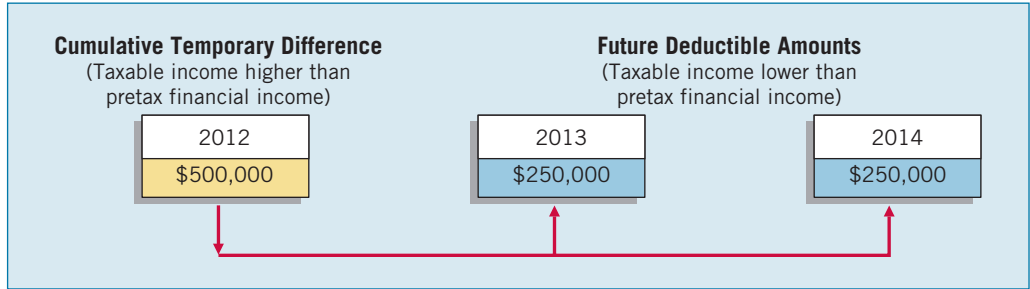 Cumulative Temporary Difference
(Taxable income higher than
pretax financial income)
2012
$500,000
Future Deductible Amounts
(Taxable income lower than
pretax financial income)
2013
$250,000
2014
$250,000